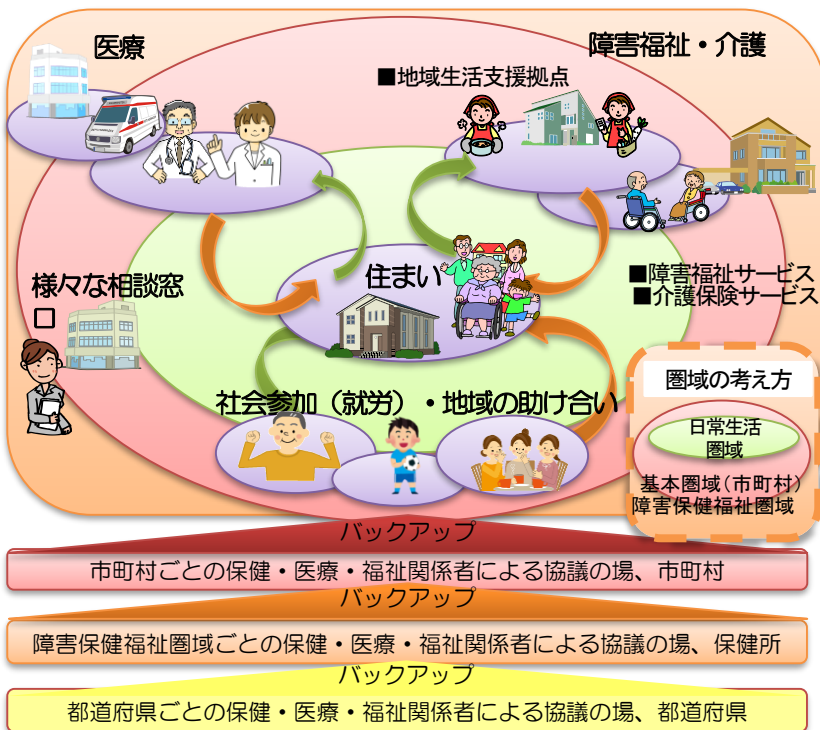 医療
障害福祉・介護
■地域生活支援拠点
住まい
様々な相談窓
口
■障害福祉サービス
■介護保険サービス
社会参加（就労）・地域の助け合い
圏域の考え方
日常生活
圏域
基本圏域（市町村）
障害保健福祉圏域
バックアップ
市町村ごとの保健・医療・福祉関係者による協議の場、市町村
バックアップ
障害保健福祉圏域ごとの保健・医療・福祉関係者による協議の場、保健所
バックアップ
都道府県ごとの保健・医療・福祉関係者による協議の場、都道府県